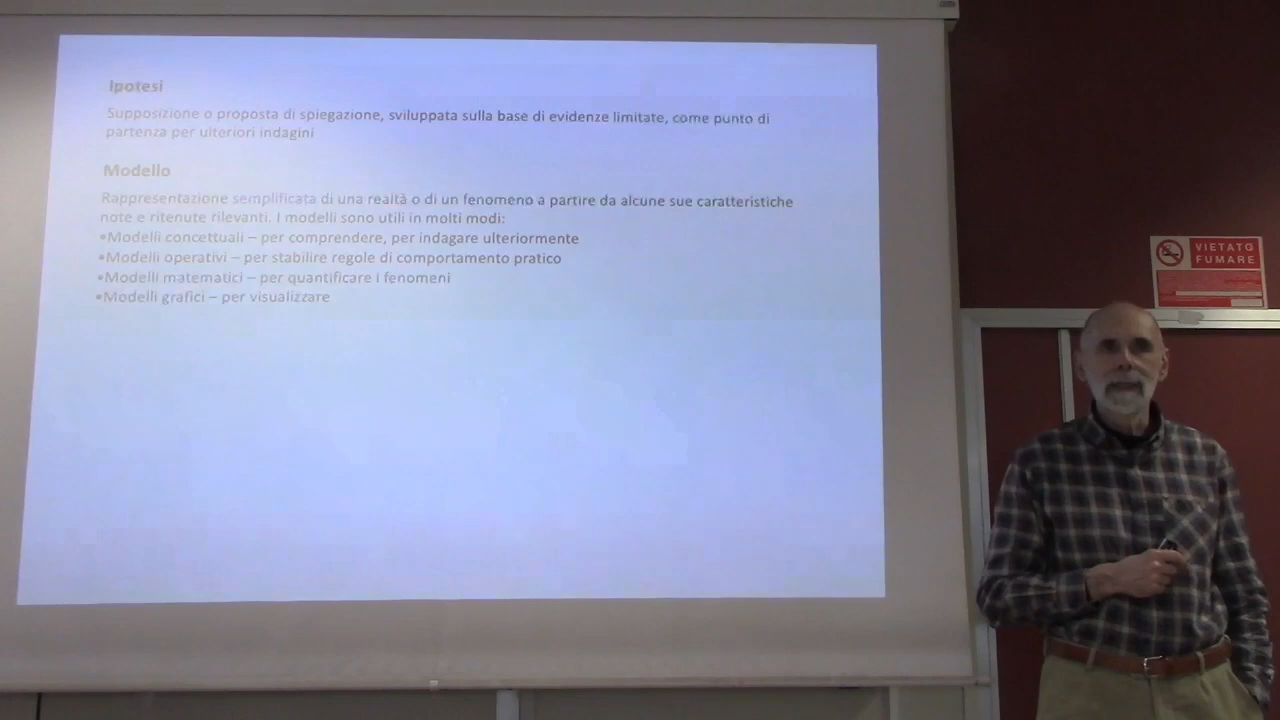 Ipotesi
Supposizione o proposta di spiegazione, sviluppata sulla base di evidenze limitate, come punto di
partenza per ulteriori indagini
Modello
Rappresentazione semplificata di una realtà o di un fenomeno a partire da alcune sue caratteristiche
note e ritenute rilevanti. I modelli sono utili in molti modi:
•Modelli concettuali – per comprendere, per indagare ulteriormente
•Modelli operativi – per stabilire regole di comportamento pratico
•Modelli matematici – per quantificare i fenomeni
•Modelli grafici – per visualizzare
VIETATO
FUMARE